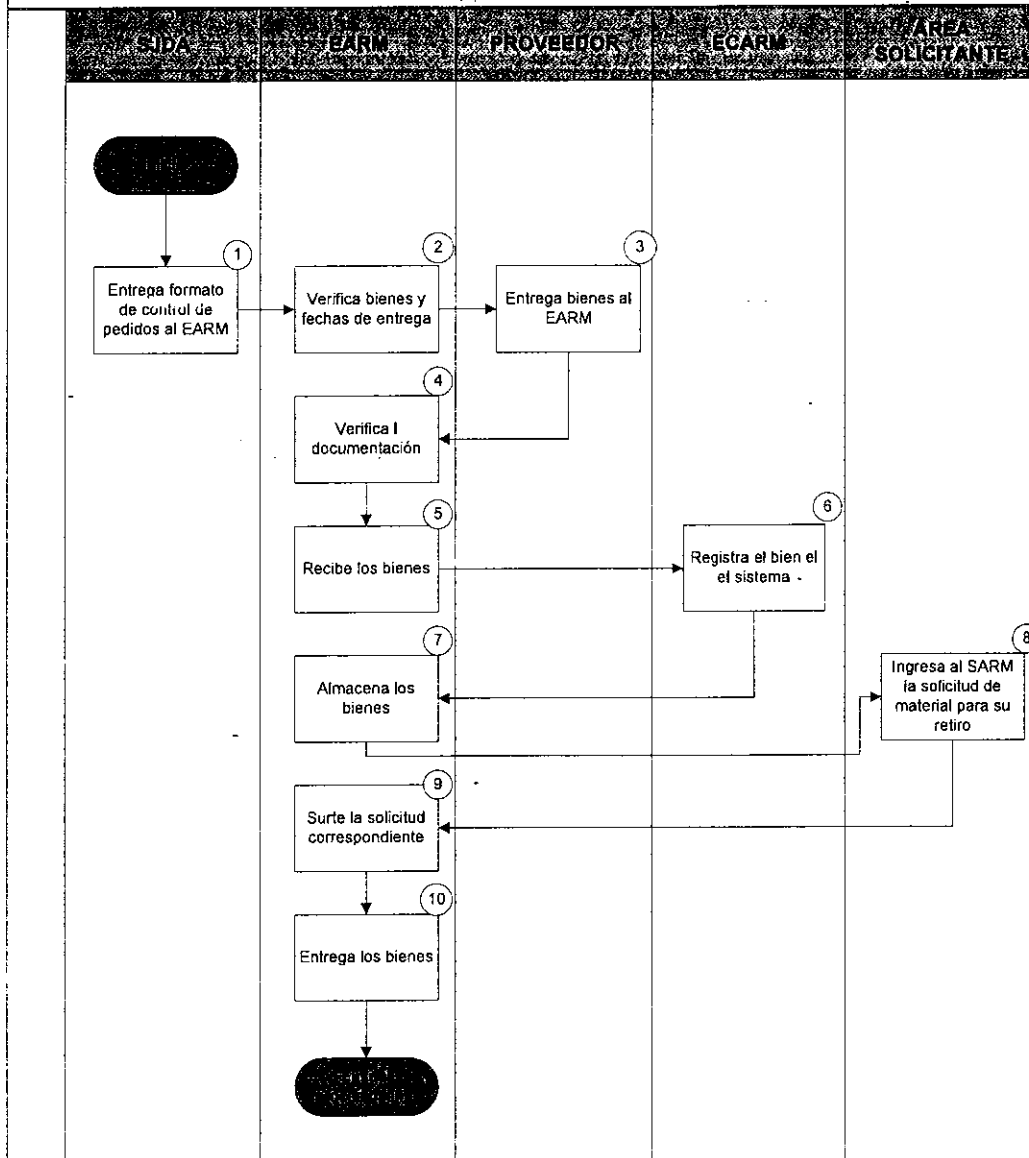 SJDA
EARM
PROVEEDOR
ECARM
ÁREA
SOLICITANTE
1
Entrega formato
de control de
pedidos al EARM
2
Verifica bienes y
fechas de entrega
3
Entrega bienes al
EARM
4
Verifica l
documentación
5
Recibe los bienes
6
Registra el bien el
el sistema
7
Almacena los
bienes
8
Ingresa al SARM
la solicitud de
material para su
retiro
9
Surte la solicitud
correspondiente
10
Entrega los bienes